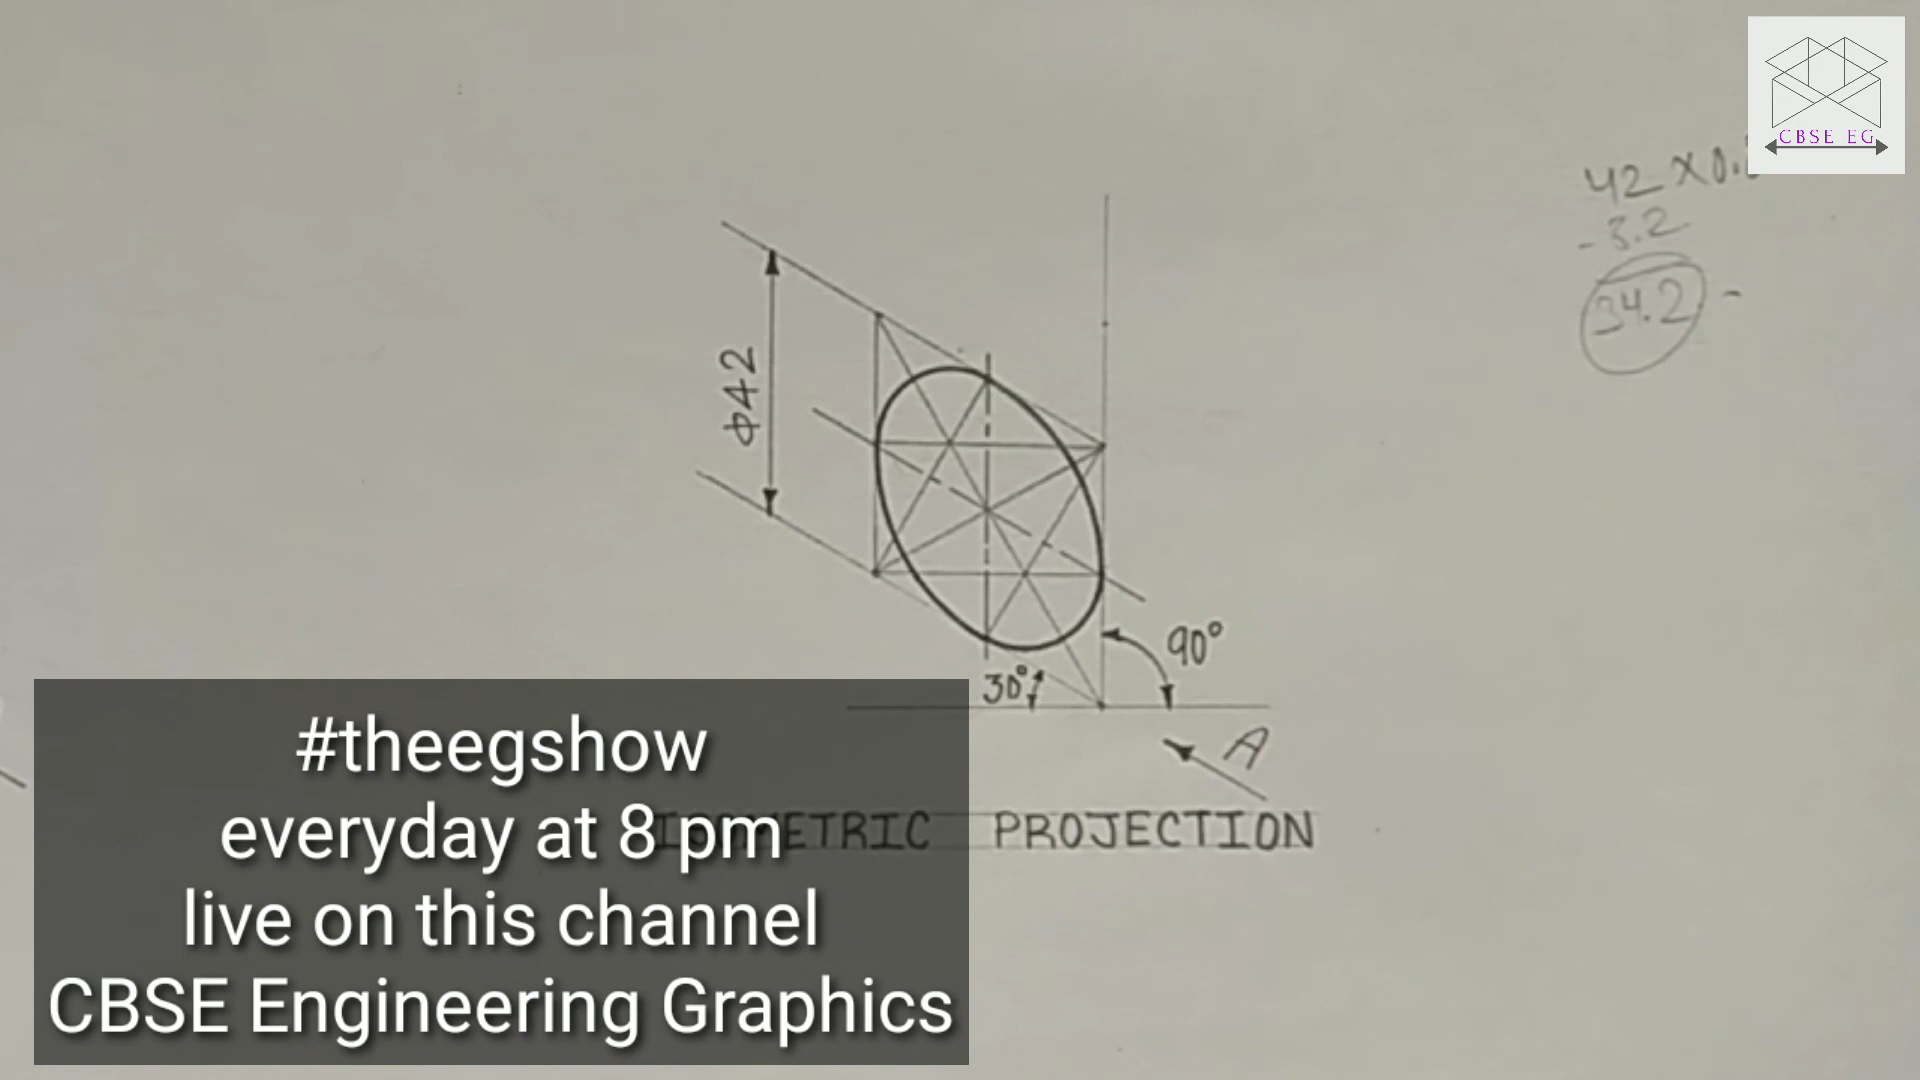 CBSE EG
42 X 0.
- 3.2
34.2 -
Φ42
90°
30°
A
ISOMETRIC PROJECTION
#theegshow
everyday at 8 pm
live on this channel
CBSE Engineering Graphics